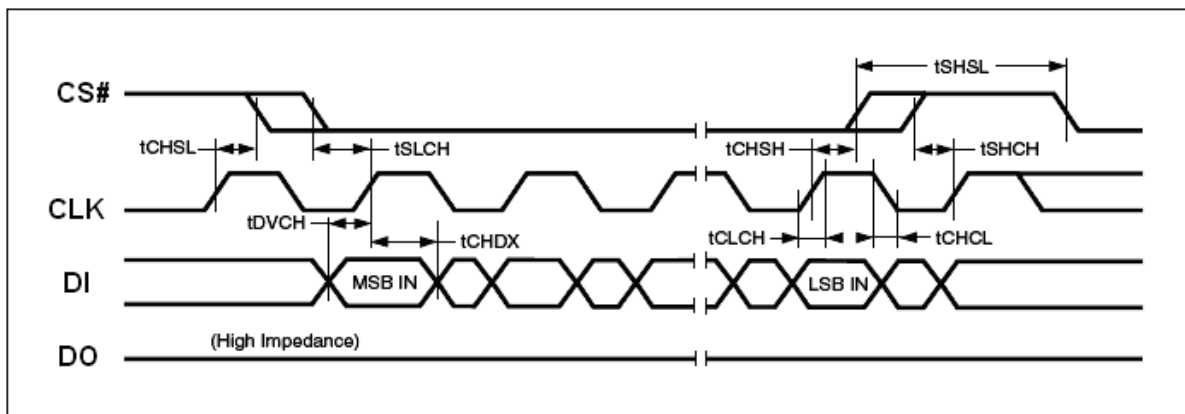 tSHSL
CS#
tCHSL
tSLCH
tCHSH
tSHCH
CLK
tDVCH
tCHDX
tCLCH
tCHCL
DI
MSB IN
LSB IN
(High Impedance)
DO